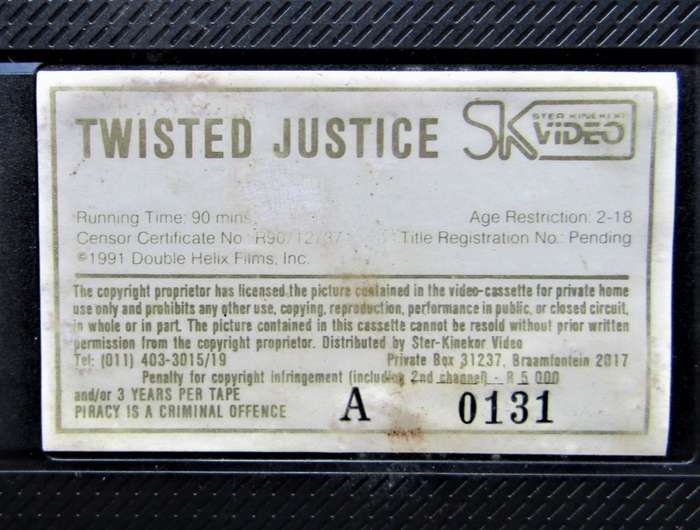 TWISTED JUSTICE
SK
STER KINEKOR
ViDEO
Running Time: 90 mins.
Age Restriction: 2-18
Censor Certificate No.
Title Registration No.: Pending
©1991 Double Helix Films, Inc.
The copyright proprietor has licensed the picture contained in the video-cassette for private home
use only and prohibits any other use, copying, reproduction, performance in public, or closed circuit,
in whole or in part. The picture contained in this cassette cannot be resold without prior written
permission from the copyright proprietor. Distributed by Ster-Kinekor Video
Tel: (011) 403-3015/19 Private Box 31237, Braamfontein 2017
Penalty for copyright infringement (including 2nd channel) - R 5 000
and/or 3 YEARS PER TAPE
PIRACY IS A CRIMINAL OFFENCE
A 0131